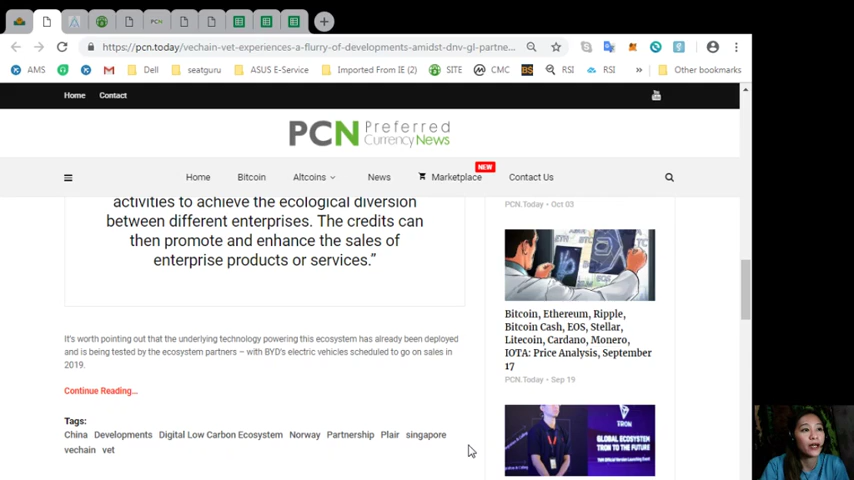 PCN
https://pcn.today/vechain-vet-experiences-a-flurry-of-developments-amidst-dnv-gl-partne...
AMS
Dell
seatguru
ASUS E-Service
Imported From IE (2)
SITE
CMC
BS
RSI
RSI
»
Other bookmarks
Home
Contact
PCN Preferred
Currency News
NEW
Home
Bitcoin
Altcoins
News
Marketplace
Contact Us
activities to achieve the ecological diversion
between different enterprises. The credits can
then promote and enhance the sales of
enterprise products or services.”
It's worth pointing out that the underlying technology powering this ecosystem has already been deployed
and is being tested by the ecosystem partners – with BYD's electric vehicles scheduled to go on sales in
2019.
Continue Reading...
Tags:
China Developments Digital Low Carbon Ecosystem Norway Partnership Plair singapore
vechain vet
PCN.Today - Oct 03
Bitcoin, Ethereum, Ripple,
Bitcoin Cash, EOS, Stellar,
Litecoin, Cardano, Monero,
IOTA: Price Analysis, September
17
PCN.Today - Sep 19
TRON
GLOBAL ECOSYSTEM
TRON TO THE FUTURE